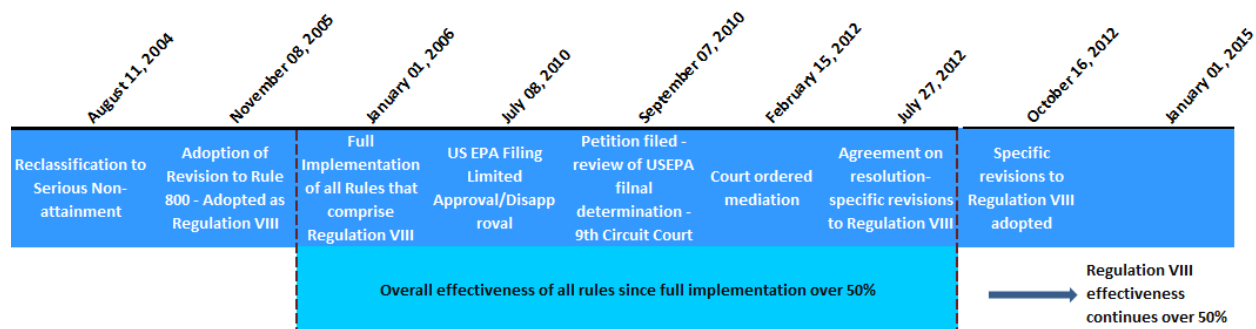 August 11, 2004
November 08, 2005
January 01, 2006
July 08, 2010
September 07, 2010
February 15, 2012
July 27, 2012
October 16, 2012
January 01, 2015
Reclassification to
Serious Non-
attainment
Adoption of
Revision to Rule
800 - Adopted as
Regulation VIII
Full
Implementation
of all Rules that
comprise
Regulation VIII
US EPA Filing
Limited
Approval/Disapp
roval
Petition filed -
review of USEPA
filnal
determination -
9th Circuit Court
Court ordered
mediation
Agreement on
resolution-
specific revisions
to Regulation VIII
Specific
revisions to
Regulation VIII
adopted
Overall effectiveness of all rules since full implementation over 50%
Regulation VIII
effectiveness
continues over 50%